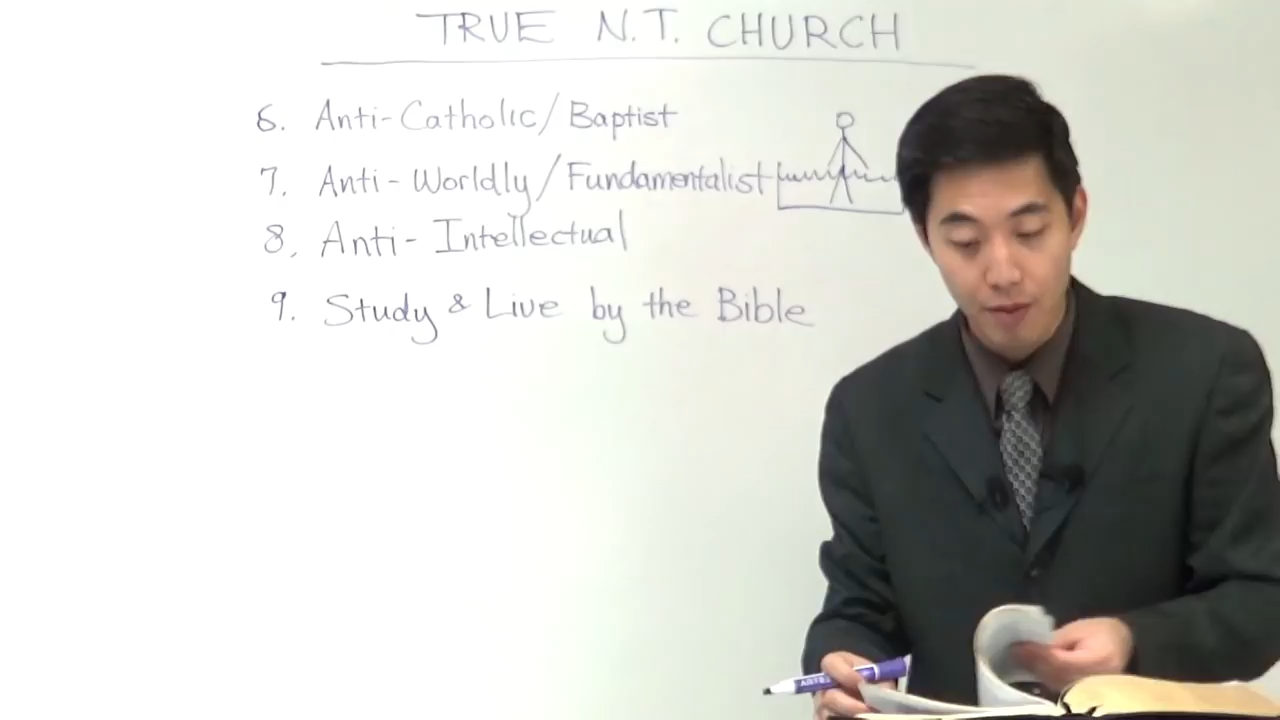 TRUE N.T. CHURCH
6. Anti-Catholic/Baptist
7. Anti-Worldly/Fundamentalist
8. Anti-Intellectual
9. Study & Live by the Bible